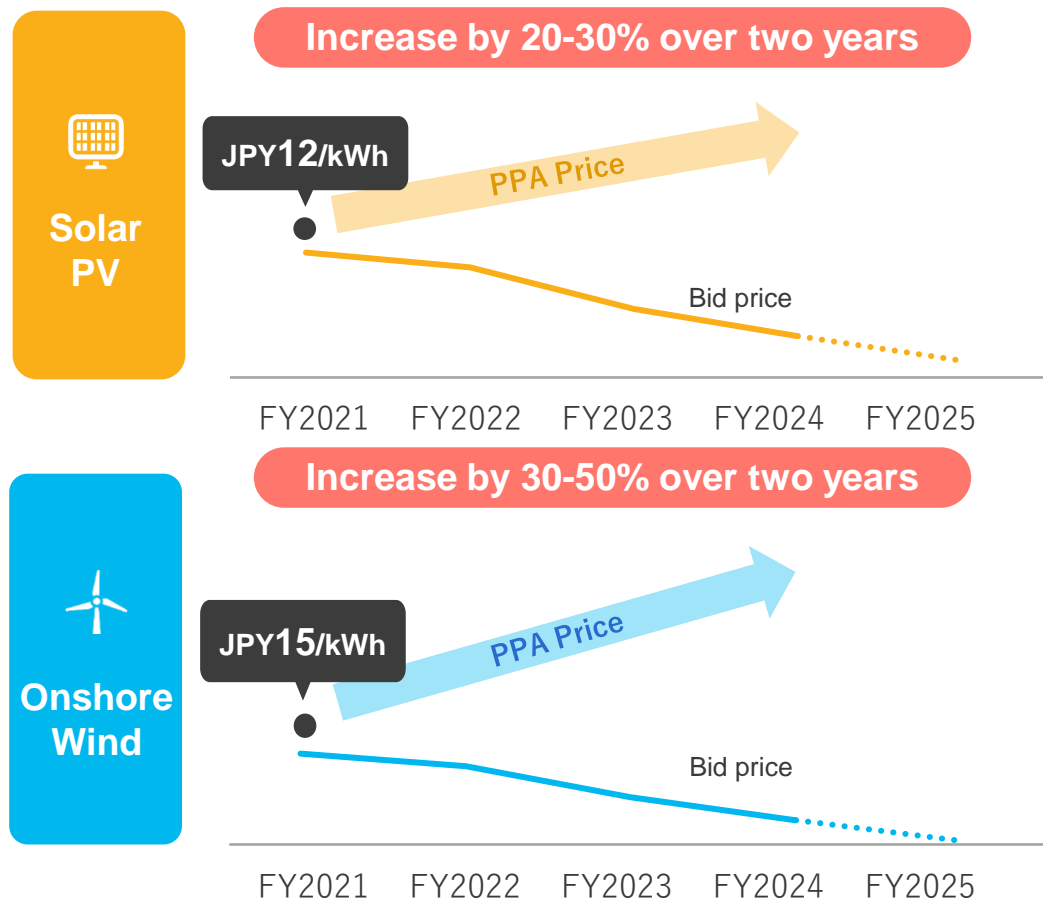 Increase by 20-30% over two years
JPY12/kWh
PPA Price
Solar
PV
Bid price
FY2021 FY2022 FY2023 FY2024 FY2025
Increase by 30-50% over two years
PPA Price
JPY15/kWh
Onshore
Wind
Bid price
FY2021 FY2022 FY2023 FY2024 FY2025